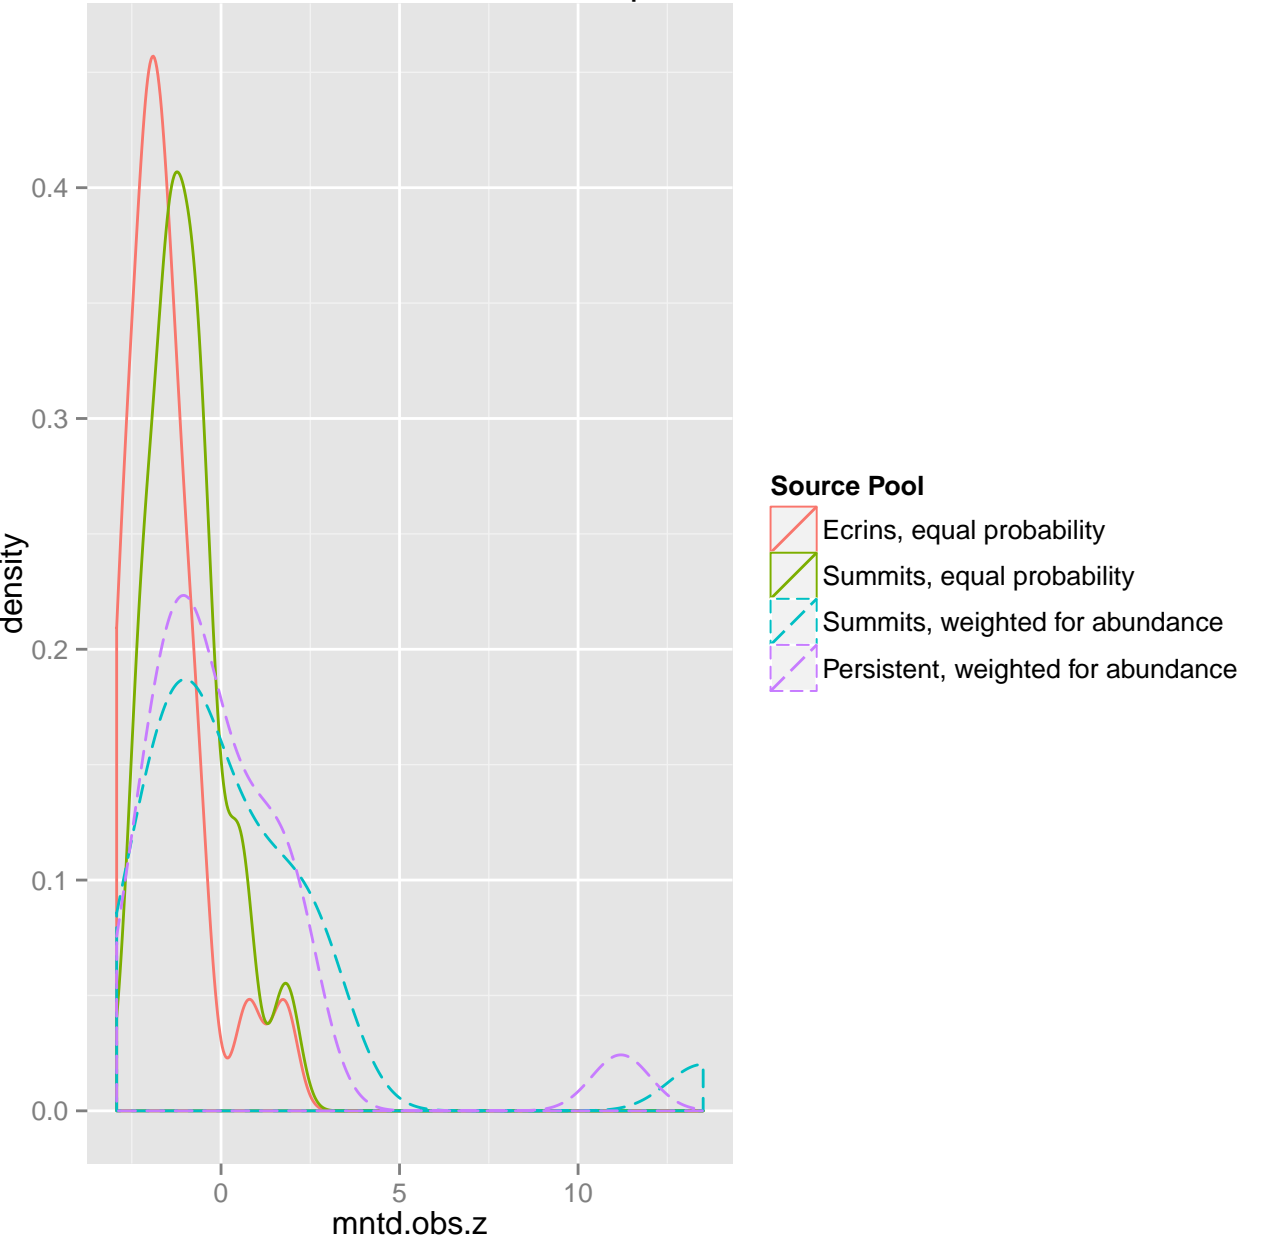 density
0.4
0.3
0.2
0.1
0.0
0
5
10
mntd.obs.z
Source Pool
Ecrins, equal probability
Summits, equal probability
Summits, weighted for abundance
Persistent, weighted for abundance